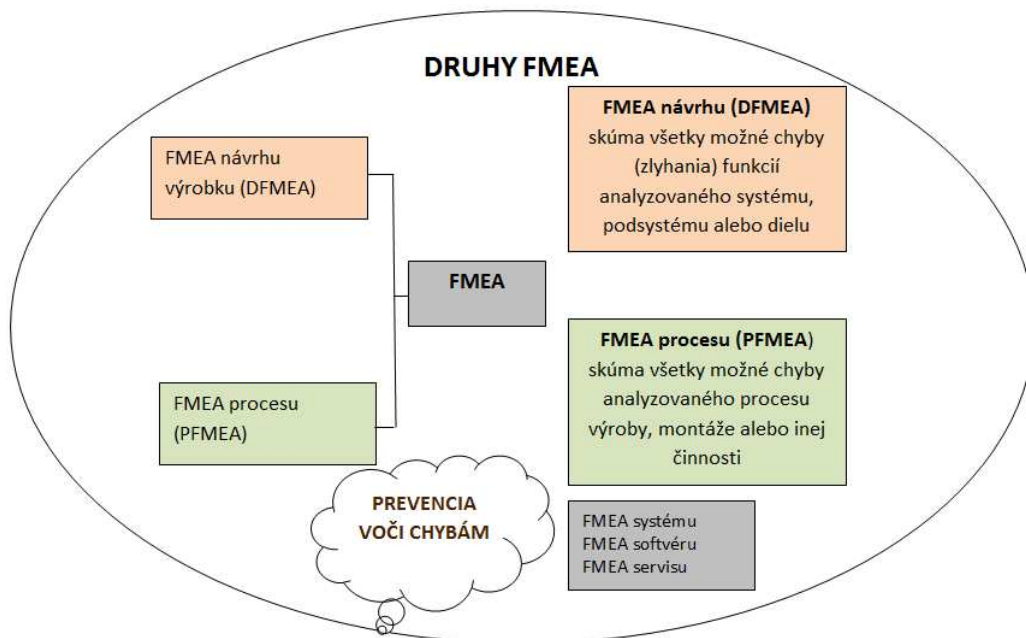 DRUHY FMEA
FMEA návrhu
výrobku (DFMEA)
FMEA návrhu (DFMEA)
skúma všetky možné chyby
(zlyhania) funkcií
analyzovaného systému,
podsystému alebo dielu
FMEA
FMEA procesu
(PFMEA)
FMEA procesu (PFMEA)
skúma všetky možné chyby
analyzovaného procesu
výroby, montáže alebo inej
činnosti
PREVENCIA
VOČI CHYBÁM
FMEA systému
FMEA softvéru
FMEA servisu